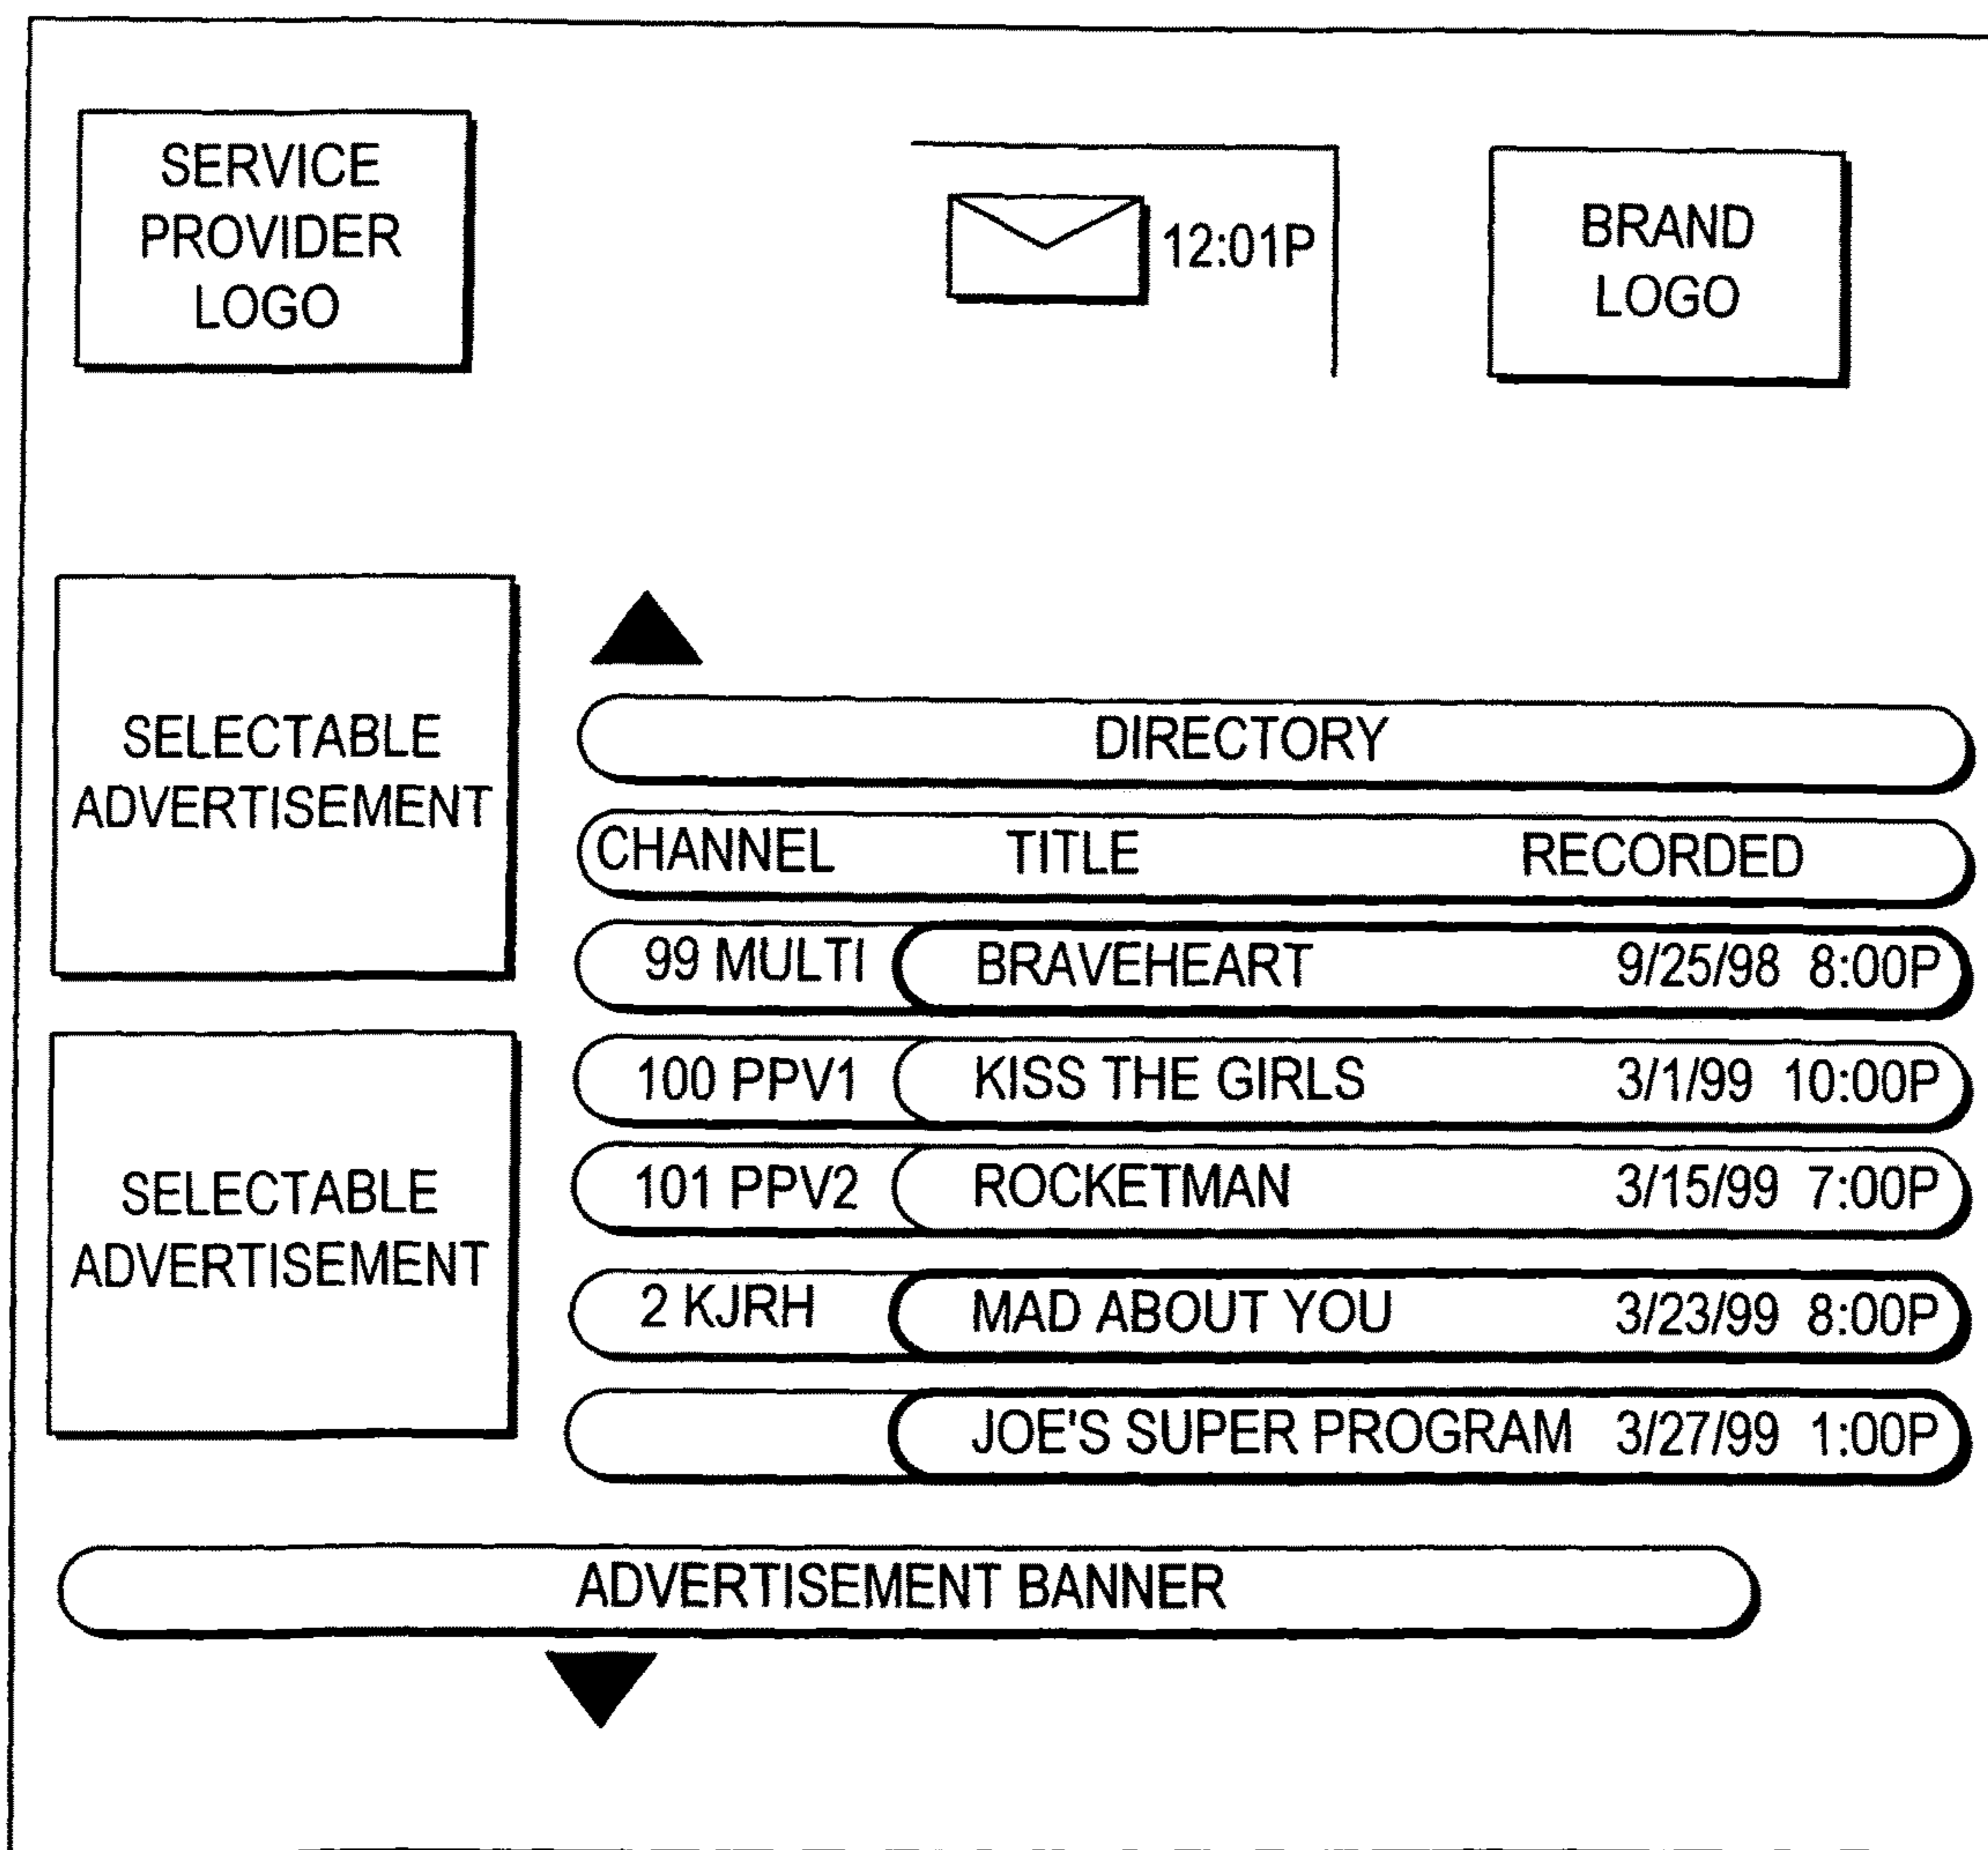 SERVICE
PROVIDER
LOGO
12:01P
BRAND
LOGO
SELECTABLE
ADVERTISEMENT
SELECTABLE
ADVERTISEMENT
DIRECTORY
CHANNEL TITLE RECORDED
99 MULTI BRAVEHEART 9/25/98 8:00P
100 PPV1 KISS THE GIRLS 3/1/99 10:00P
101 PPV2 ROCKETMAN 3/15/99 7:00P
2 KJRH MAD ABOUT YOU 3/23/99 8:00P
JOE'S SUPER PROGRAM 3/27/99 1:00P
ADVERTISEMENT BANNER